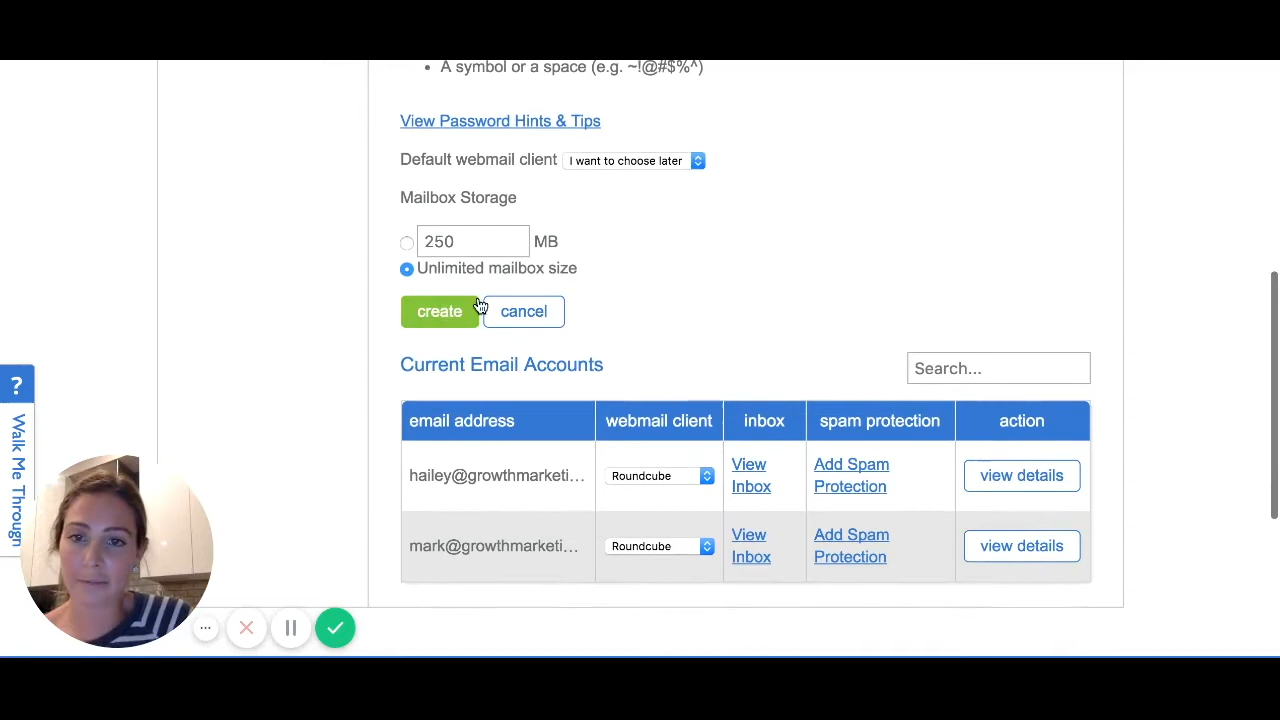 A symbol or a space (e.g. ~!@#$%^)
View Password Hints & Tips
Default webmail client I want to choose later
Mailbox Storage
250 MB
Unlimited mailbox size
create cancel
Current Email Accounts
Search...
email address webmail client inbox spam protection action
hailey@growthmarketi... Roundcube View Inbox Add Spam Protection view details
mark@growthmarketi... Roundcube View Inbox Add Spam Protection view details
?
Walk Me Through